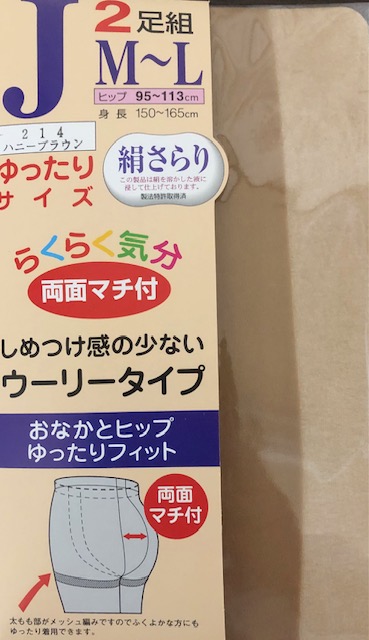 J
2足組
M~L
ヒップ 95~113cm
身長 150~165cm
214
ハニーブラウン
ゆったり
サイズ
絹さらり
この製品は絹を溶かした液に
浸して仕上げております。
製法特許取得済
らくらく気分
両面マチ付
しめつけ感の少ない
ウーリータイプ
おなかとヒップ
ゆったりフィット
両面
マチ付
太もも部がメッシュ編みですのでふくよかな方にも
ゆったり着用できます。